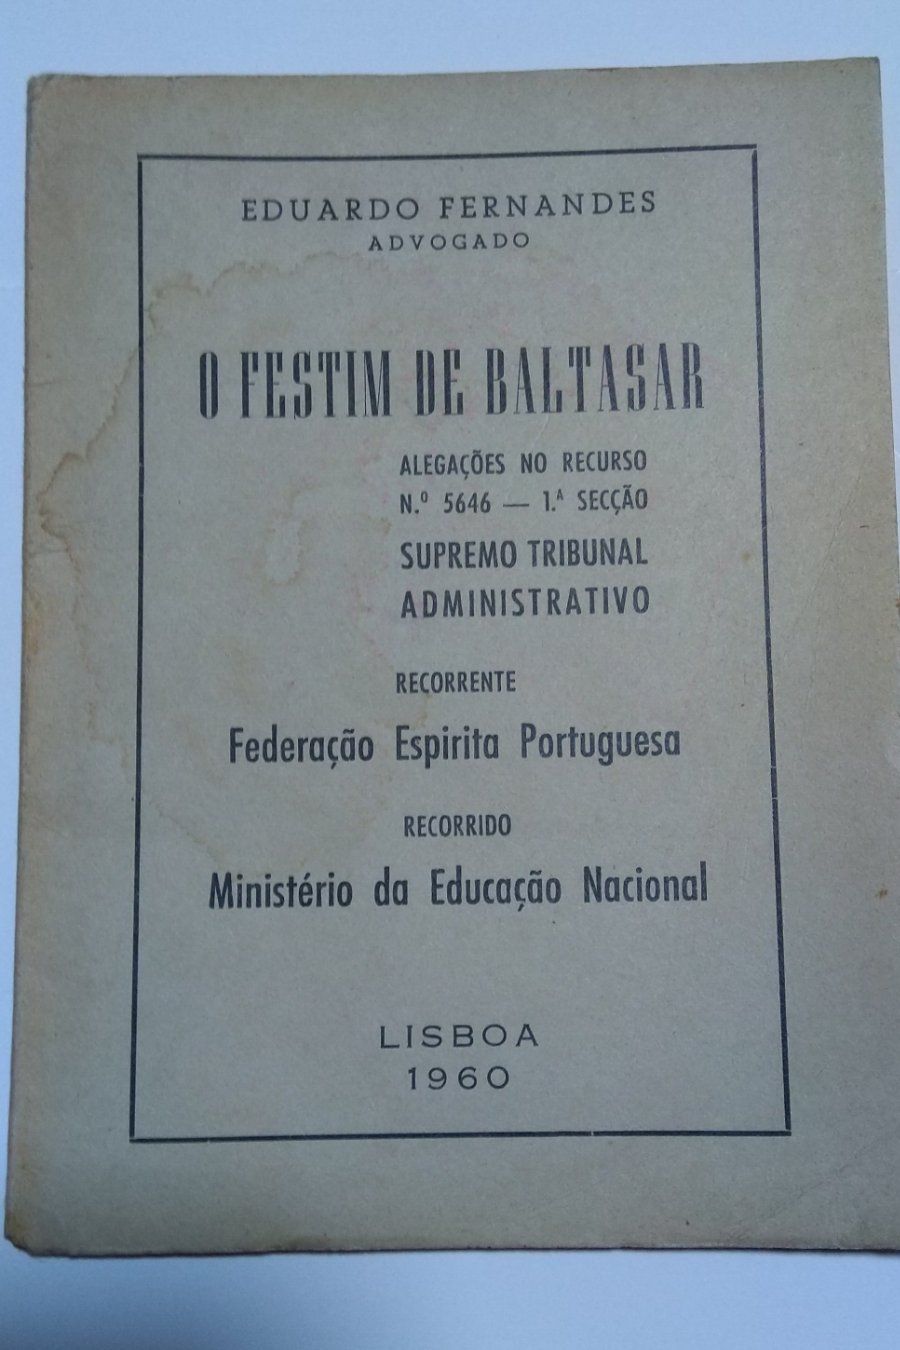 EDUARDO FERNANDES
ADVOGADO
O FESTIM DE BALTASAR
ALEGAÇÕES NO RECURSO
N.º 5646 — 1.ª SECÇÃO
SUPREMO TRIBUNAL
ADMINISTRATIVO
RECORRENTE
Federação Espirita Portuguesa
RECORRIDO
Ministério da Educação Nacional
LISBOA
1960